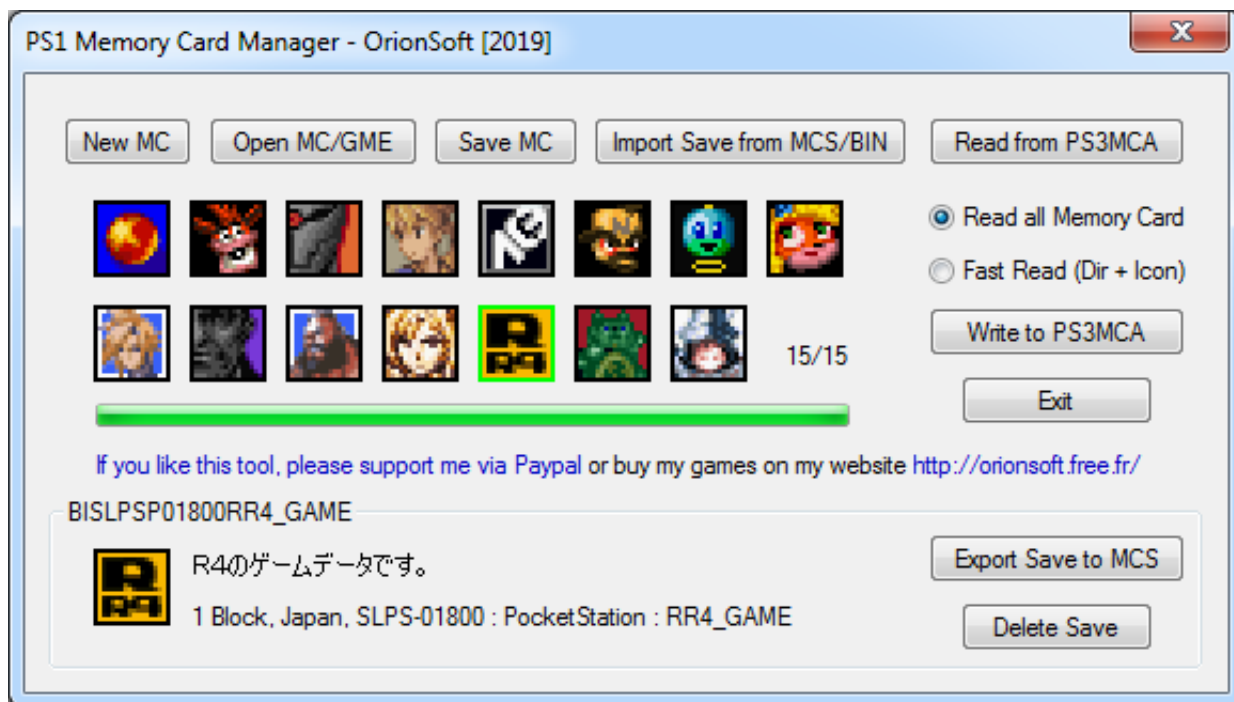 PS1 Memory Card Manager - OrionSoft [2019]
New MC Open MC/GME Save MC Import Save from MCS/BIN Read from PS3MCA
Read all Memory Card
Fast Read (Dir + Icon)
15/15
Write to PS3MCA
Exit
If you like this tool, please support me via Paypal or buy my games on my website http://orionsoft.free.fr/
BISLPSP01800RR4_GAME
R4のゲームデータです。
Export Save to MCS
1 Block, Japan, SLPS-01800 : PocketStation : RR4_GAME
Delete Save